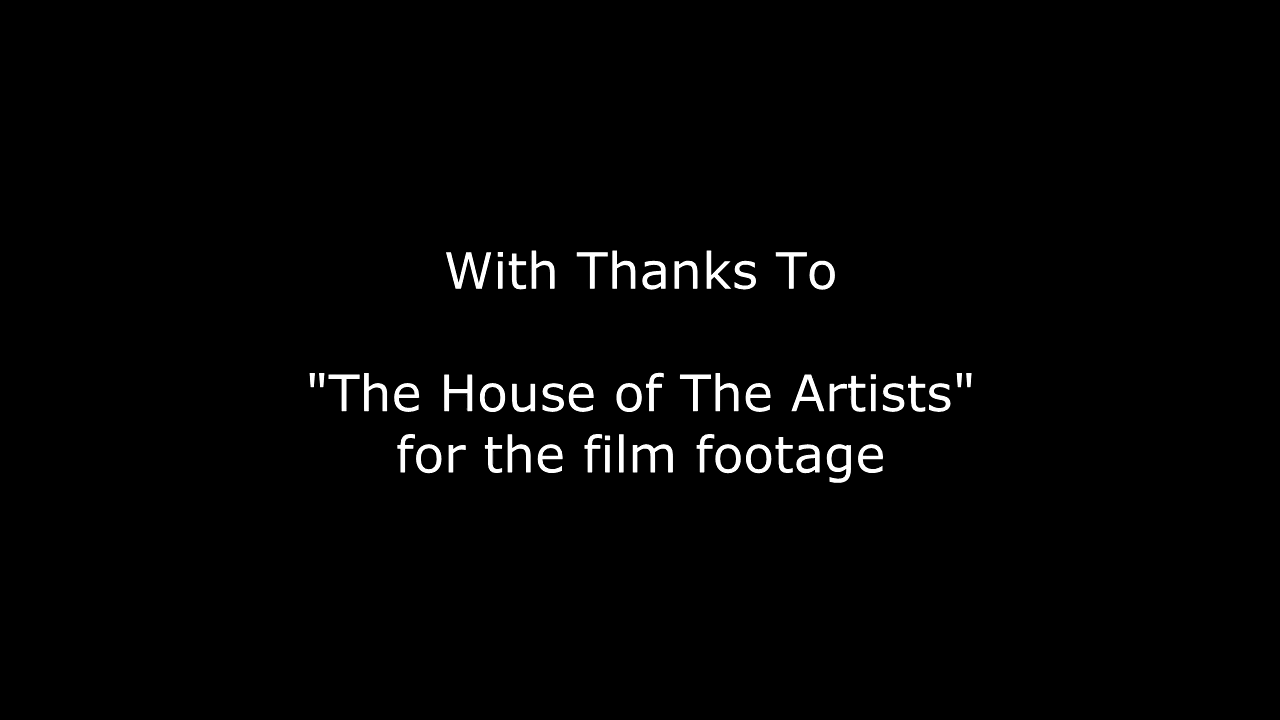 With Thanks To
"The House of The Artists"
for the film footage